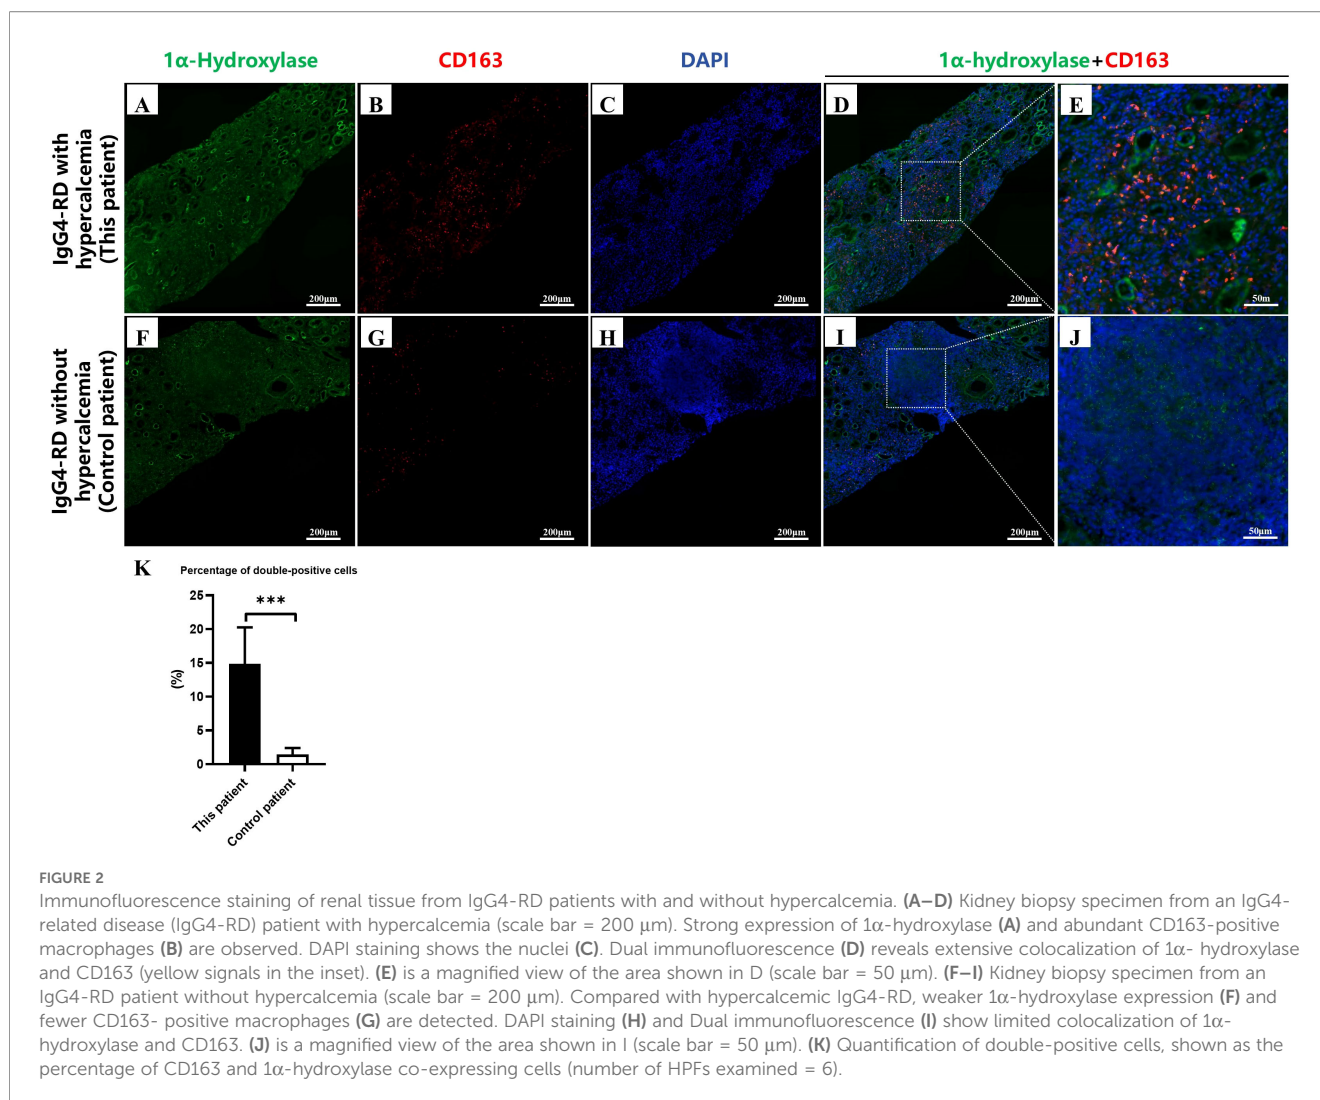 1α-Hydroxylase CD163 DAPI 1α-hydroxylase+CD163
IgG4-RD with
hypercalcemia
(This patient)
A B C D E
200μm 200μm 200μm 200μm 50m
IgG4-RD without
hypercalcemia
(Control patient)
F G H I J
200μm 200μm 200μm 200μm 50μm
K Percentage of double-positive cells
(%)
25
20
15
10
5
0
***
This patient
Control patient
FIGURE 2
Immunofluorescence staining of renal tissue from IgG4-RD patients with and without hypercalcemia. (A–D) Kidney biopsy specimen from an IgG4-
related disease (IgG4-RD) patient with hypercalcemia (scale bar = 200 μm). Strong expression of 1α-hydroxylase (A) and abundant CD163-positive
macrophages (B) are observed. DAPI staining shows the nuclei (C). Dual immunofluorescence (D) reveals extensive colocalization of 1α- hydroxylase
and CD163 (yellow signals in the inset). (E) is a magnified view of the area shown in D (scale bar = 50 μm). (F–I) Kidney biopsy specimen from an
IgG4-RD patient without hypercalcemia (scale bar = 200 μm). Compared with hypercalcemic IgG4-RD, weaker 1α-hydroxylase expression (F) and
fewer CD163- positive macrophages (G) are detected. DAPI staining (H) and Dual immunofluorescence (I) show limited colocalization of 1α-
hydroxylase and CD163. (J) is a magnified view of the area shown in I (scale bar = 50 μm). (K) Quantification of double-positive cells, shown as the
percentage of CD163 and 1α-hydroxylase co-expressing cells (number of HPFs examined = 6).